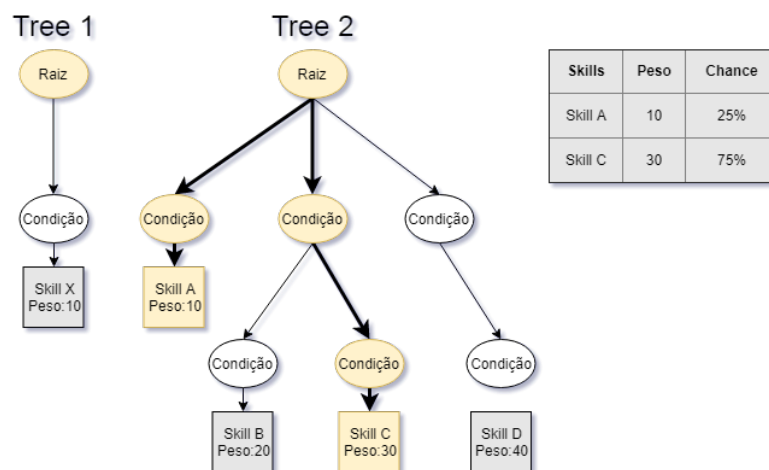 Tree 1
Tree 2
Raiz
Raiz
Skills Peso Chance
Skill A 10 25%
Skill C 30 75%
Condição
Condição
Condição
Condição
Skill X
Peso:10
Skill A
Peso:10
Condição
Condição
Condição
Skill B
Peso:20
Skill C
Peso:30
Skill D
Peso:40